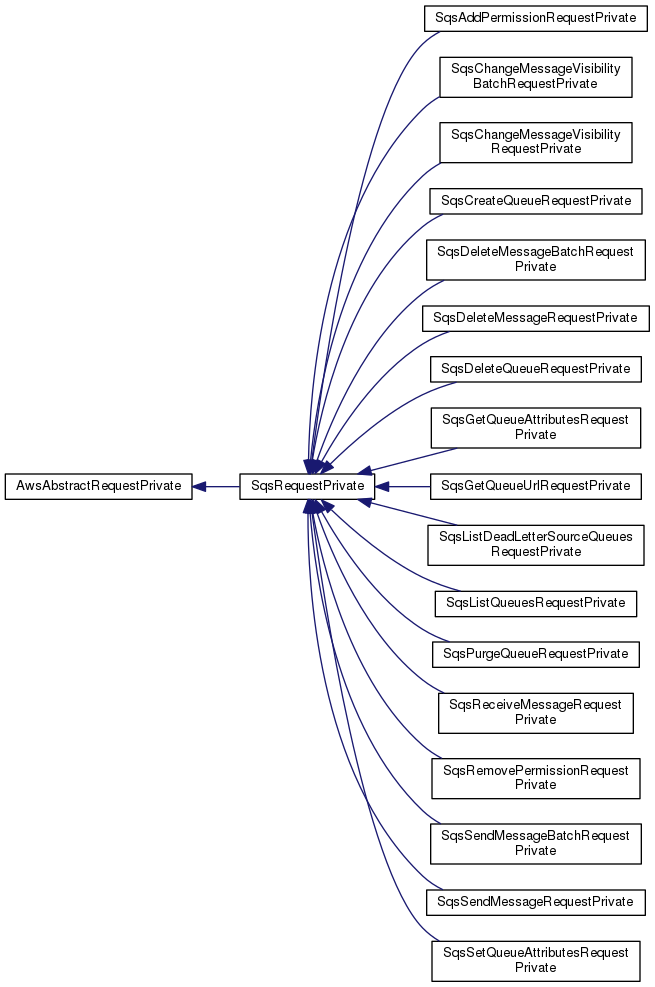 SqsAddPermissionRequestPrivate
SqsChangeMessageVisibility
BatchRequestPrivate
SqsChangeMessageVisibility
RequestPrivate
SqsCreateQueueRequestPrivate
SqsDeleteMessageBatchRequest
Private
SqsDeleteMessageRequestPrivate
SqsDeleteQueueRequestPrivate
SqsGetQueueAttributesRequest
Private
AwsAbstractRequestPrivate
SqsRequestPrivate
SqsGetQueueUrlRequestPrivate
SqsListDeadLetterSourceQueues
RequestPrivate
SqsListQueuesRequestPrivate
SqsPurgeQueueRequestPrivate
SqsReceiveMessageRequest
Private
SqsRemovePermissionRequest
Private
SqsSendMessageBatchRequest
Private
SqsSendMessageRequestPrivate
SqsSetQueueAttributesRequest
Private